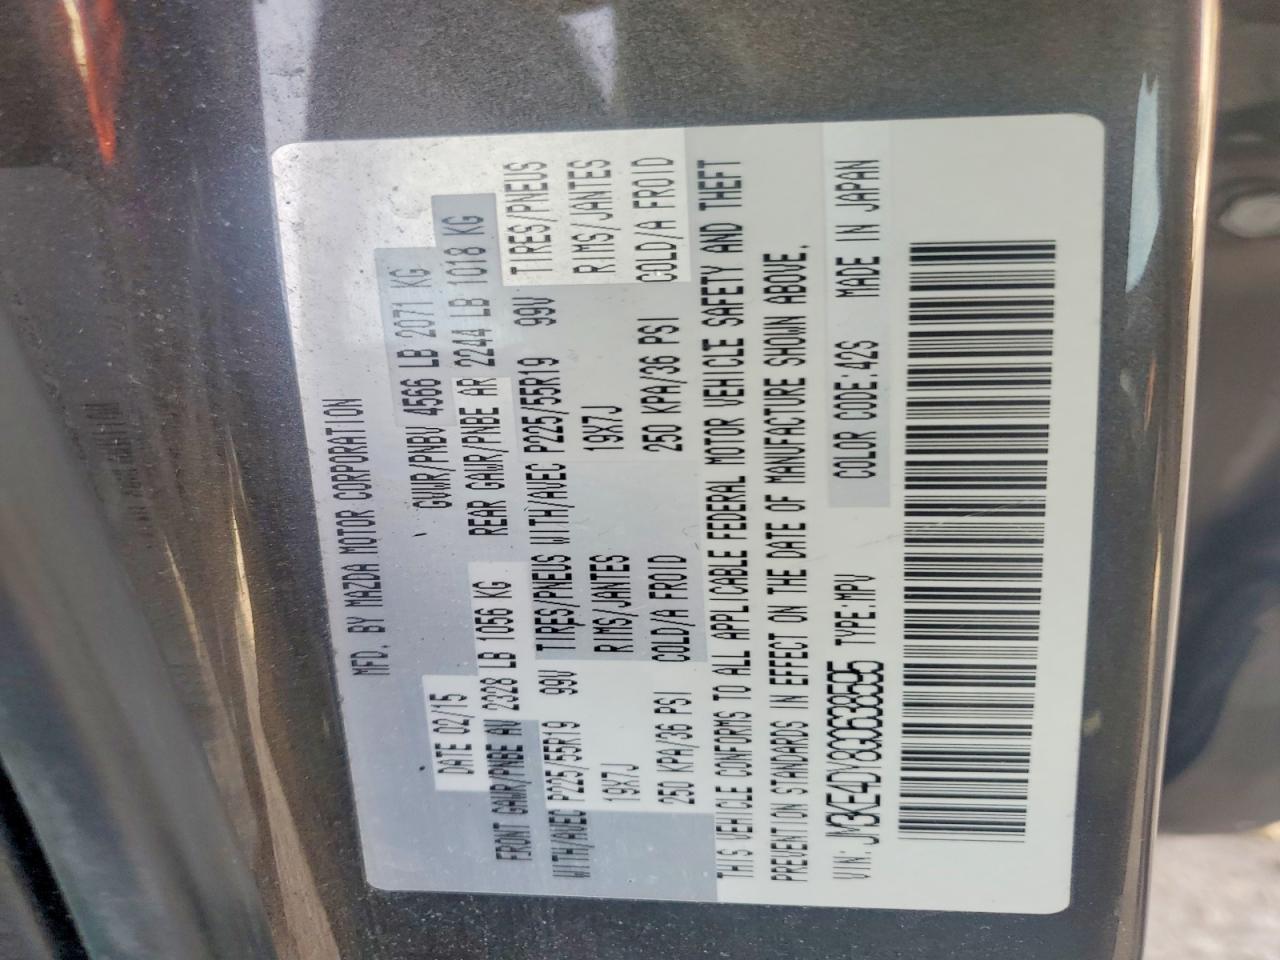 MFD. BY MAZDA MOTOR CORPORATION
DATE 02/15 GVWR/PNBV 4566 LB 2071 KG
FRONT GAWR/PNBE AV 2328 LB 1056 KG REAR GAWR/PNBE AR 2244 LB 1018 KG
WITH/AVEC P225/55R19 99V TIRES/PNEUS WITH/AVEC P225/55R19 99V TIRES/PNEUS
19X7J RIMS/JANTES 19X7J RIMS/JANTES
250 KPA/36 PSI COLD/A FROID 250 KPA/36 PSI COLD/A FROID
THIS VEHICLE CONFORMS TO ALL APPLICABLE FEDERAL MOTOR VEHICLE SAFETY AND THEFT
PREVENTION STANDARDS IN EFFECT ON THE DATE OF MANUFACTURE SHOWN ABOVE.
VIN: JM3KE4DY8G0638595 TYPE:MPV COLOR CODE:42S MADE IN JAPAN